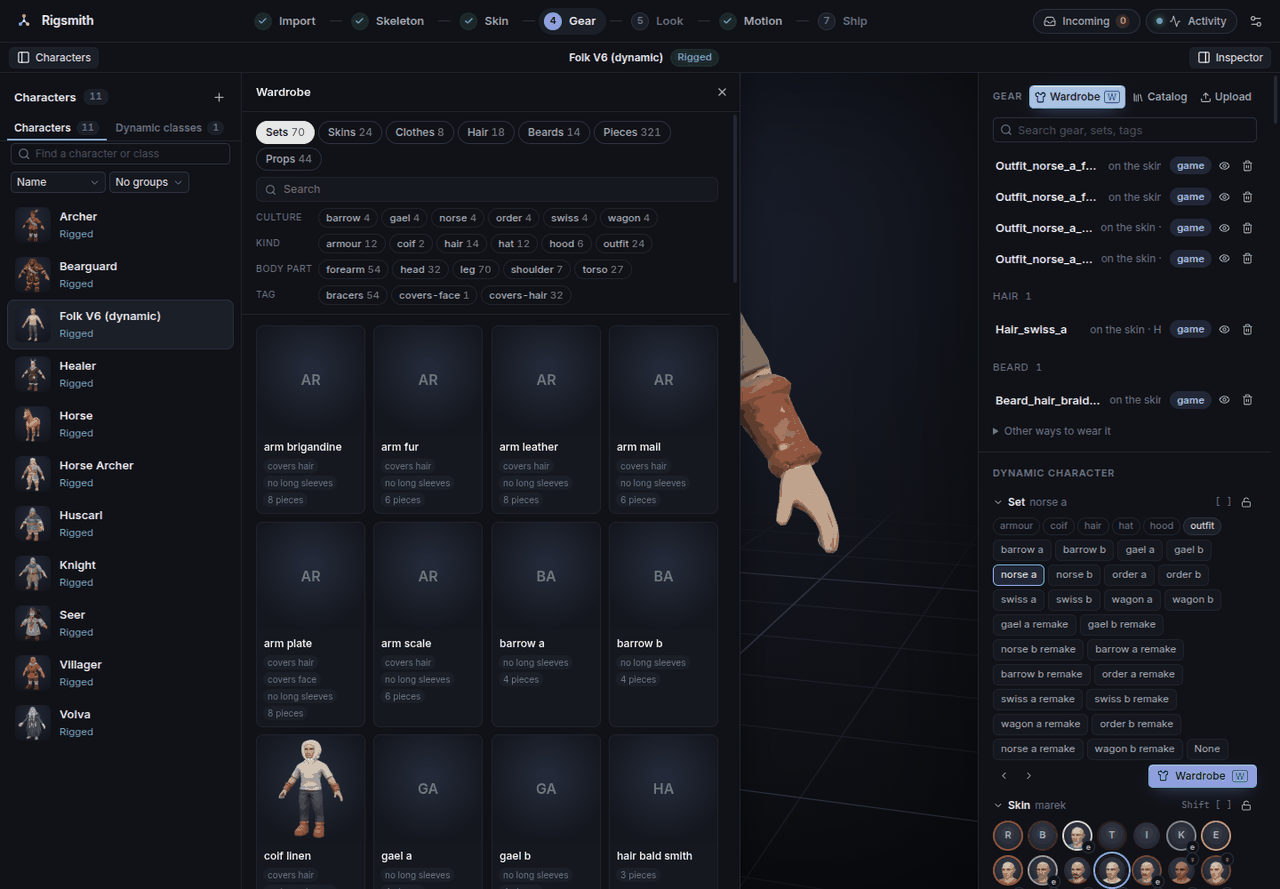 Rigsmith
Import
Skeleton
Skin
4 Gear
5 Look
Motion
7 Ship
Incoming 0
Activity
Characters
Folk V6 (dynamic) Rigged
Inspector
Characters 11
Characters 11 Dynamic classes 1
Find a character or class
Name No groups
Archer
Rigged
Bearguard
Rigged
Folk V6 (dynamic)
Rigged
Healer
Rigged
Horse
Rigged
Horse Archer
Rigged
Huscarl
Rigged
Knight
Rigged
Seer
Rigged
Villager
Rigged
Volva
Rigged
Wardrobe
Sets 70 Skins 24 Clothes 8 Hair 18 Beards 14 Pieces 321
Props 44
Search
CULTURE barrow 4 gael 4 norse 4 order 4 swiss 4 wagon 4
KIND armour 12 coif 2 hair 14 hat 12 hood 6 outfit 24
BODY PART forearm 54 head 32 leg 70 shoulder 7 torso 27
TAG bracers 54 covers-face 1 covers-hair 32
AR AR AR AR
arm brigandine arm fur arm leather arm mail
covers hair covers hair covers hair covers hair
no long sleeves no long sleeves no long sleeves no long sleeves
8 pieces 6 pieces 8 pieces 6 pieces
AR AR BA BA
arm plate arm scale barrow a barrow b
covers hair covers hair no long sleeves no long sleeves
covers face no long sleeves 4 pieces 4 pieces
no long sleeves 6 pieces
8 pieces
GA GA HA
coif linen gael a gael b hair bald smith
covers hair no long sleeves no long sleeves 3 pieces
GEAR Wardrobe W Catalog Upload
Search gear, sets, tags
Outfit_norse_a_f... on the skin game
Outfit_norse_a_f... on the skin game
Outfit_norse_a_... on the skin · game
Outfit_norse_a_... on the skin · game
HAIR 1
Hair_swiss_a on the skin · H game
BEARD 1
Beard_hair_braid... on the skin game
Other ways to wear it
DYNAMIC CHARACTER
Set norse a [ ]
armour coif hair hat hood outfit
barrow a barrow b gael a gael b
norse a norse b order a order b
swiss a swiss b wagon a wagon b
gael a remake gael b remake
norse b remake barrow a remake
barrow b remake order a remake
swiss a remake swiss b remake
wagon a remake order b remake
norse a remake wagon b remake None
Wardrobe W
Skin marek Shift [ ]
R B T I K E
e e
e e